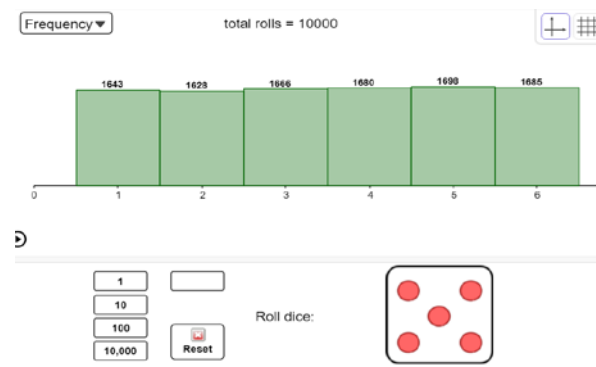 Frequency▼ total rolls = 10000
1643 1628 1666 1680 1698 1685
0 1 2 3 4 5 6
1
10
100 Roll dice:
10,000 Reset